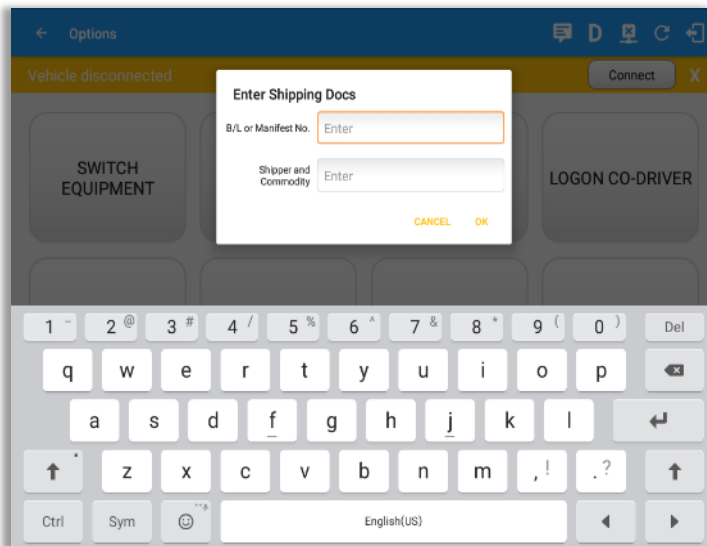 Options
D
Vehicle disconnected
Connect
X
Enter Shipping Docs
B/L or Manifest No.
Enter
Shipper and
Commodity
Enter
CANCEL
OK
SWITCH
EQUIPMENT
LOGON CO-DRIVER
1 _ 2 @ 3 # 4 / 5 % 6 ^ 7 & 8 * 9 ( 0 ) Del
q w e r t y u i o p
a s d f g h j k l
z x c v b n m , ! . ?
Ctrl Sym English(US)